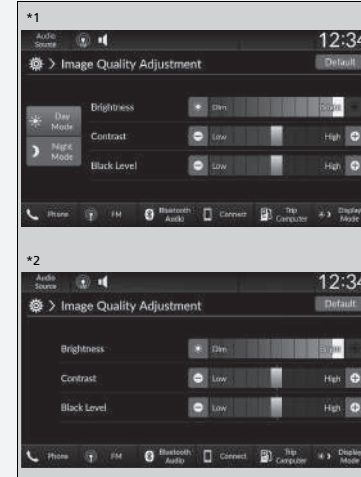 *1
Audio Source 12:34
> Image Quality Adjustment Default
Day Mode
Night Mode
Brightness Dim Bright
Contrast Low High
Black Level Low High
Phone FM Bluetooth Audio Connect Trip Computer Display Mode
*2
Audio Source 12:34
> Image Quality Adjustment Default
Brightness Dim Bright
Contrast Low High
Black Level Low High
Phone FM Bluetooth Audio Connect Trip Computer Display Mode